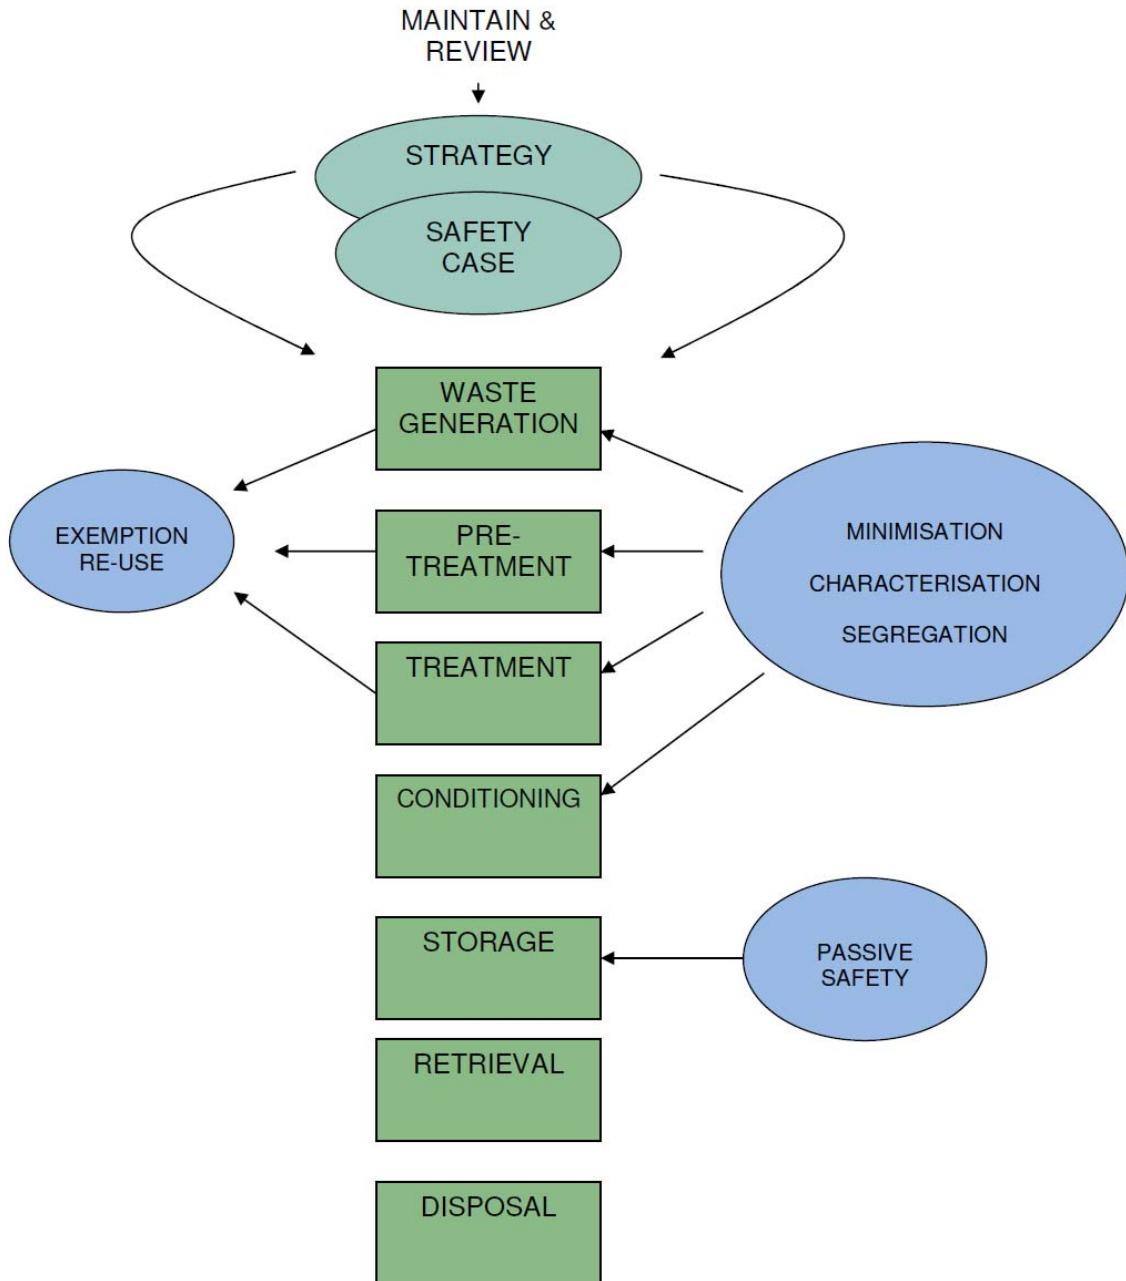 MAINTAIN &
REVIEW
STRATEGY
SAFETY
CASE
WASTE
GENERATION
EXEMPTION
RE-USE
PRE-
TREATMENT
MINIMISATION
CHARACTERISATION
SEGREGATION
TREATMENT
CONDITIONING
STORAGE
PASSIVE
SAFETY
RETRIEVAL
DISPOSAL